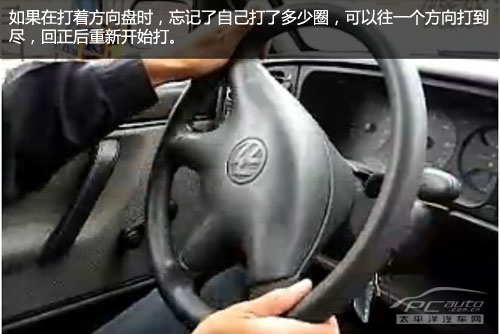 如果在打着方向盘时，忘记了自己打了多少圈，可以往一个方向打到
尽，回正后重新开始打。
PCauto
.com.cn
太平洋汽车网